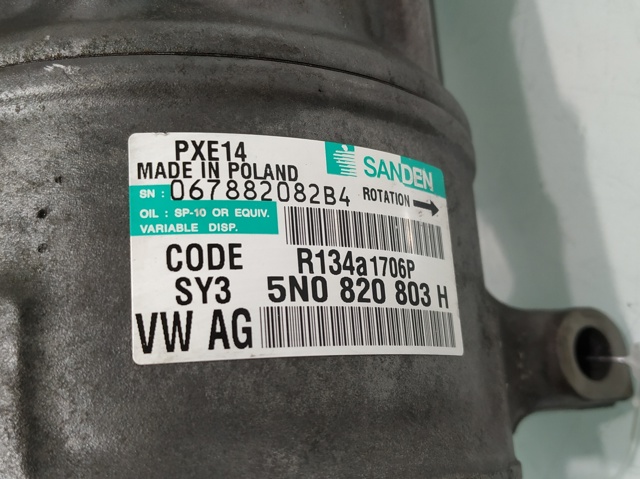 PXE14
SANDEN
MADE IN POLAND
SN : 067882082B4 ROTATION
OIL : SP-10 OR EQUIV.
VARIABLE DISP.
CODE R134a1706P
SY3 5N0 820 803 H
VW AG